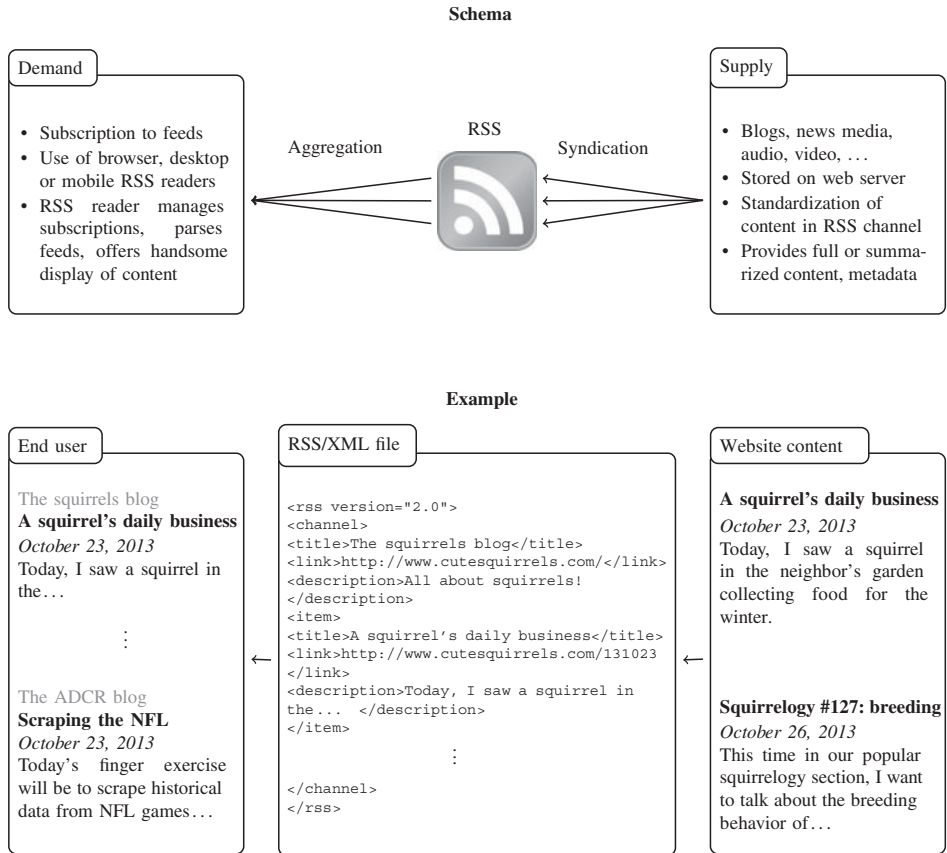 Schema
Demand
• Subscription to feeds
• Use of browser, desktop
or mobile RSS readers
• RSS reader manages
subscriptions, parses
feeds, offers handsome
display of content
Aggregation
RSS
Syndication
Supply
• Blogs, news media,
audio, video, …
• Stored on web server
• Standardization of
content in RSS channel
• Provides full or summa-
rized content, metadata
Example
End user
The squirrels blog
A squirrel's daily business
October 23, 2013
Today, I saw a squirrel in
the…
⋮
The ADCR blog
Scraping the NFL
October 23, 2013
Today's finger exercise
will be to scrape historical
data from NFL games…
RSS/XML file
<rss version="2.0">
<channel>
<title>The squirrels blog</title>
<link>http://www.cutesquirrels.com/</link>
<description>All about squirrels!
</description>
<item>
<title>A squirrel's daily business</title>
<link>http://www.cutesquirrels.com/131023
</link>
<description>Today, I saw a squirrel in
the... </description>
</item>
⋮
</channel>
</rss>
Website content
A squirrel's daily business
October 23, 2013
Today, I saw a squirrel
in the neighbor's garden
collecting food for the
winter.
Squirrelogy #127: breeding
October 26, 2013
This time in our popular
squirrelogy section, I want
to talk about the breeding
behavior of…